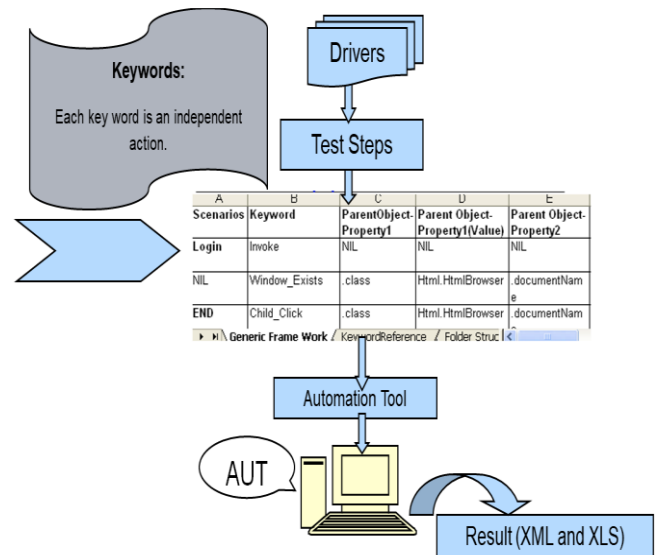 Keywords:
Each key word is an independent
action.
Drivers
Test Steps
A B C D E
Scenarios Keyword ParentObject-Property1 Parent Object-Property1(Value) Parent Object-Property2
Login Invoke NIL NIL NIL
NIL Window_Exists .class Html.HtmlBrowser .documentName
END Child_Click .class Html.HtmlBrowser .documentNam
Generic Frame Work KeywordReference Folder Struc
Automation Tool
AUT
Result (XML and XLS)